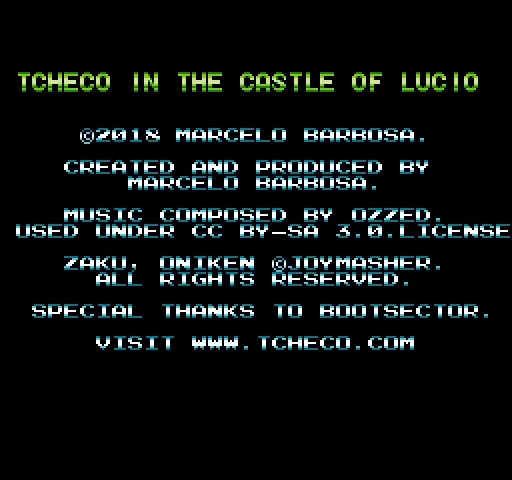 TCHECO IN THE CASTLE OF LUCIO
©2018 MARCELO BARBOSA.
CREATED AND PRODUCED BY
MARCELO BARBOSA.
MUSIC COMPOSED BY OZZED.
USED UNDER CC BY-SA 3.0.LICENSE
ZAKU, ONIKEN ©JOYMASHER.
ALL RIGHTS RESERVED.
SPECIAL THANKS TO BOOTSECTOR.
VISIT WWW.TCHECO.COM